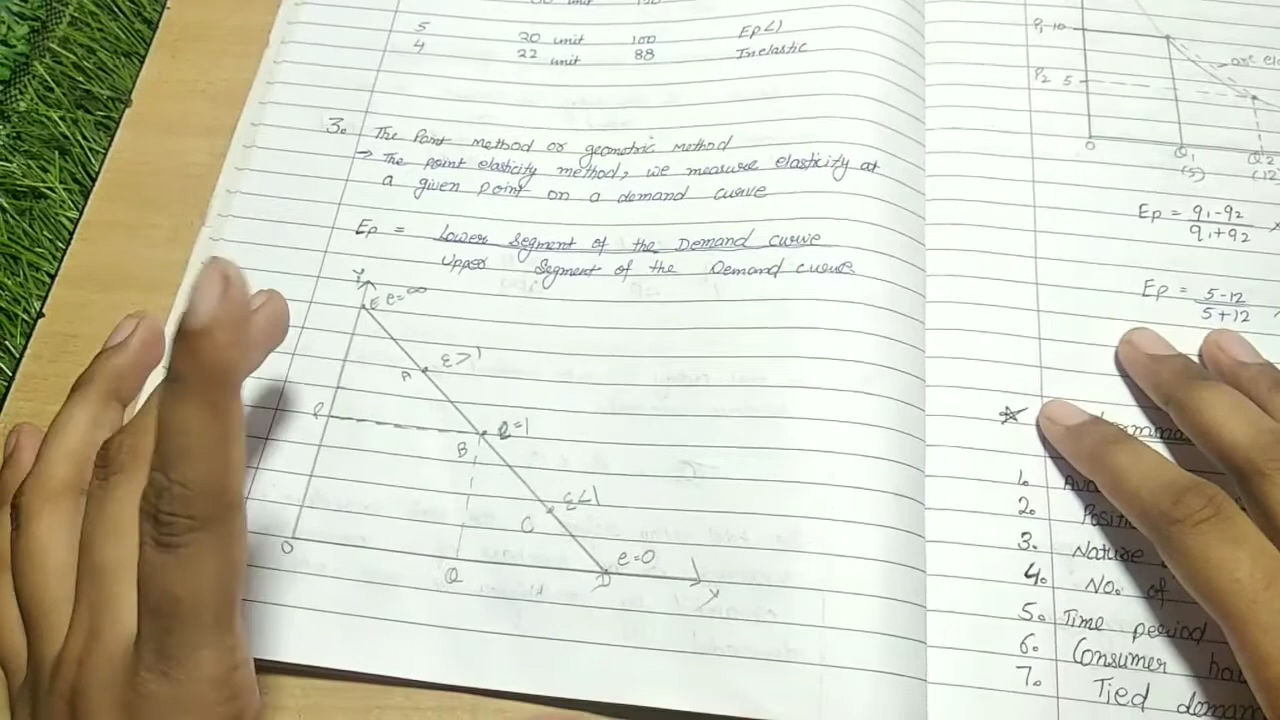 5 20 unit 100 Ep<1
4 22 unit 88 Inelastic
3. The Point method or geometric method
→ The point elasticity method, we measure elasticity at
a given point on a demand curve
Ep = Lower Segment of the Demand curve
Upper Segment of the Demand curve
Y
E e=∞
A ε>1
P
B e=1
C ε<1
O
Q
D e=0
X
P1 10
P2 5
O
Q1
(5)
Q2
(12
Ep = q1-q2
q1+q2
Ep = 5-12
5+12
1.
2.
3. Nature
4. No. of
5. Time period
6. Consumer
7. Tied deman